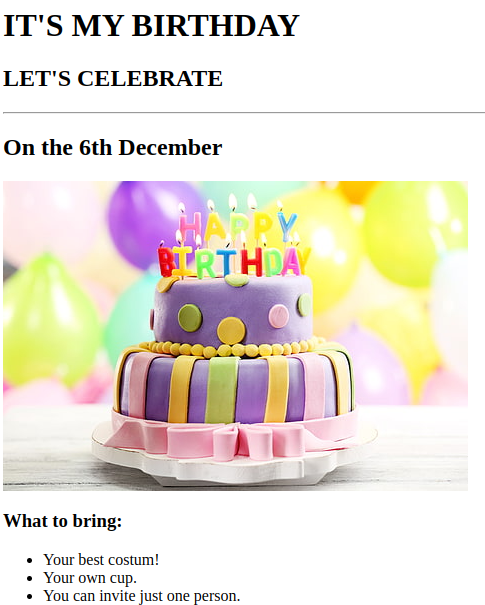 IT'S MY BIRTHDAY
LET'S CELEBRATE
On the 6th December
HAPPY
BIRTHDAY
What to bring:
Your best costum!
Your own cup.
You can invite just one person.